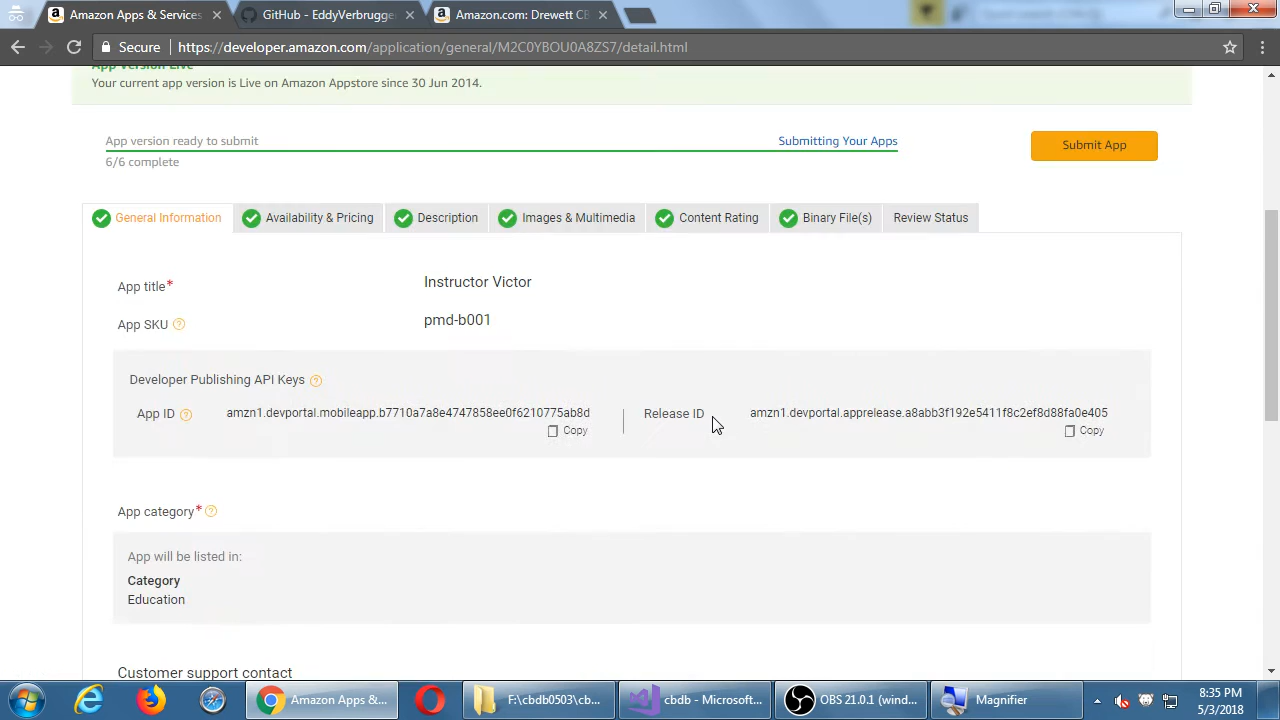 Amazon Apps & Services
GitHub - EddyVerbrugge
Amazon.com: Drewett CB
Secure
https://developer.amazon.com/application/general/M2C0YBOU0A8ZS7/detail.html
App Version Live
Your current app version is Live on Amazon Appstore since 30 Jun 2014.
App version ready to submit
Submitting Your Apps
Submit App
6/6 complete
General Information
Availability & Pricing
Description
Images & Multimedia
Content Rating
Binary File(s)
Review Status
App title*
Instructor Victor
App SKU ?
pmd-b001
Developer Publishing API Keys ?
App ID ?
amzn1.devportal.mobileapp.b7710a7a8e4747858ee0f6210775ab8d
Copy
Release ID
amzn1.devportal.apprelease.a8abb3f192e5411f8c2ef8d88fa0e405
Copy
App category* ?
App will be listed in:
Category
Education
Customer support contact
Amazon Apps &...
F:\cbdb0503\cb...
cbdb - Microsoft...
OBS 21.0.1 (wind...
Magnifier
8:35 PM
5/3/2018